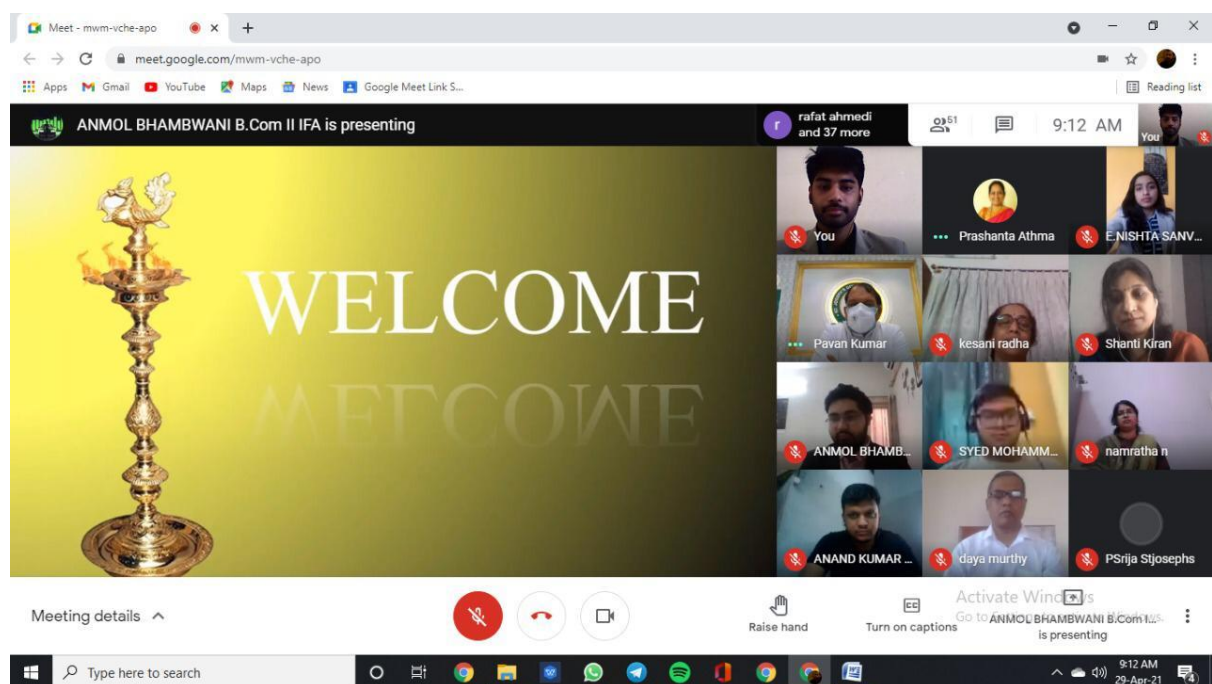 Meet - mwm-vche-apo
meet.google.com/mwm-vche-apo
Apps Gmail YouTube Maps News Google Meet Link S... Reading list
ANMOL BHAMBWANI B.Com II IFA is presenting
r
rafat ahmedi
and 37 more
51
9:12 AM
You
WELCOME
You
Prashanta Athma
E.NISHTA SANV...
Pavan Kumar
kesani radha
Shanti Kiran
ANMOL BHAMB...
SYED MOHAMM...
namratha n
ANAND KUMAR ...
daya murthy
PSrija Stjosephs
Meeting details
Raise hand
Turn on captions
Activate Windows
Go to
ANMOL BHAMBWANI B.Com I...
is presenting
Type here to search
9:12 AM
29-Apr-21
4